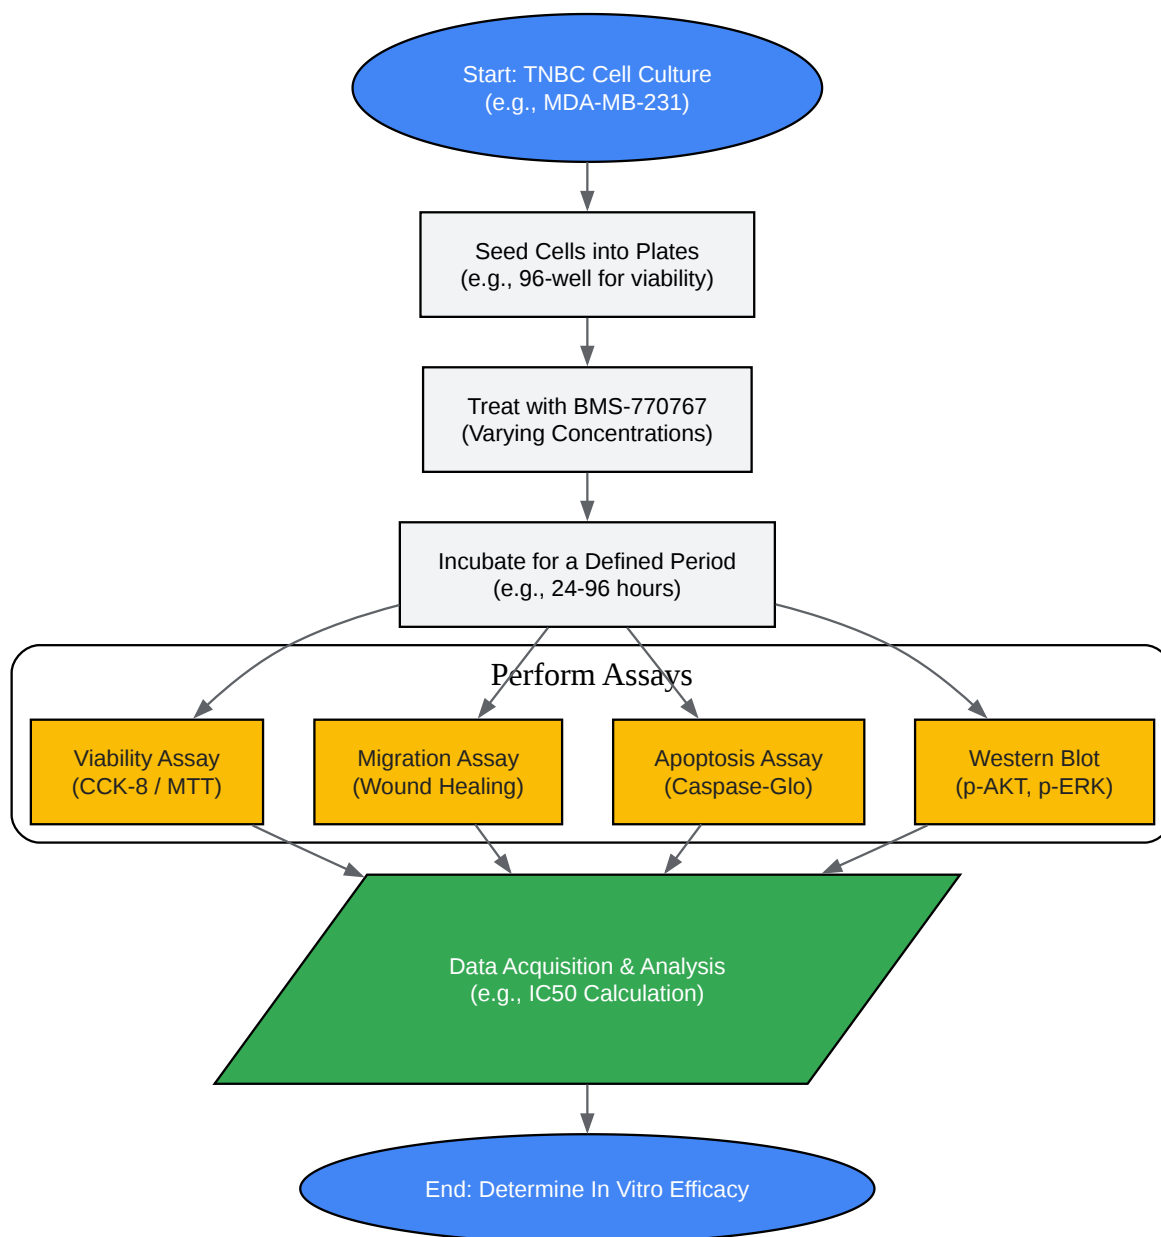 Start: TNBC Cell Culture
(e.g., MDA-MB-231)
Seed Cells into Plates
(e.g., 96-well for viability)
Treat with BMS-770767
(Varying Concentrations)
Incubate for a Defined Period
(e.g., 24-96 hours)
Perform Assays
Viability Assay
(CCK-8 / MTT)
Migration Assay
(Wound Healing)
Apoptosis Assay
(Caspase-Glo)
Western Blot
(p-AKT, p-ERK)
Data Acquisition & Analysis
(e.g., IC50 Calculation)
End: Determine In Vitro Efficacy